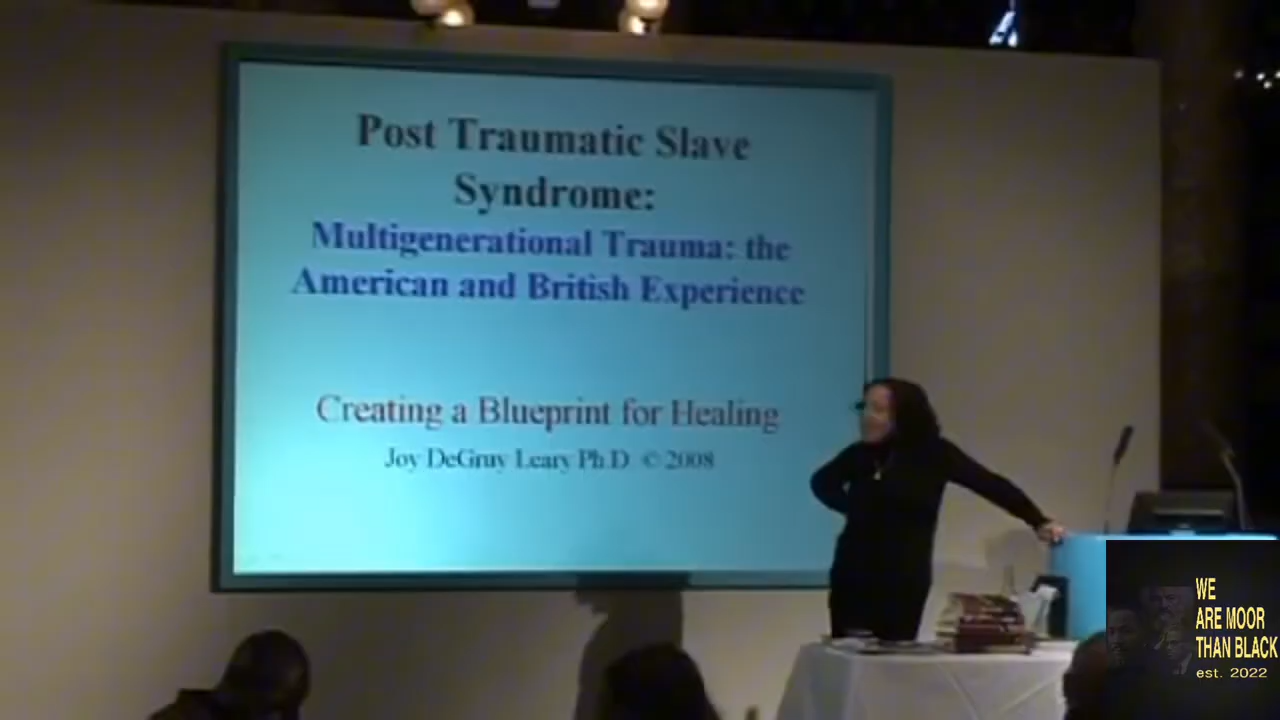 Post Traumatic Slave
Syndrome:
Multigenerational Trauma: the
American and British Experience
Creating a Blueprint for Healing
Joy DeGruy Leary Ph.D © 2008
WE
ARE MOOR
THAN BLACK
est. 2022